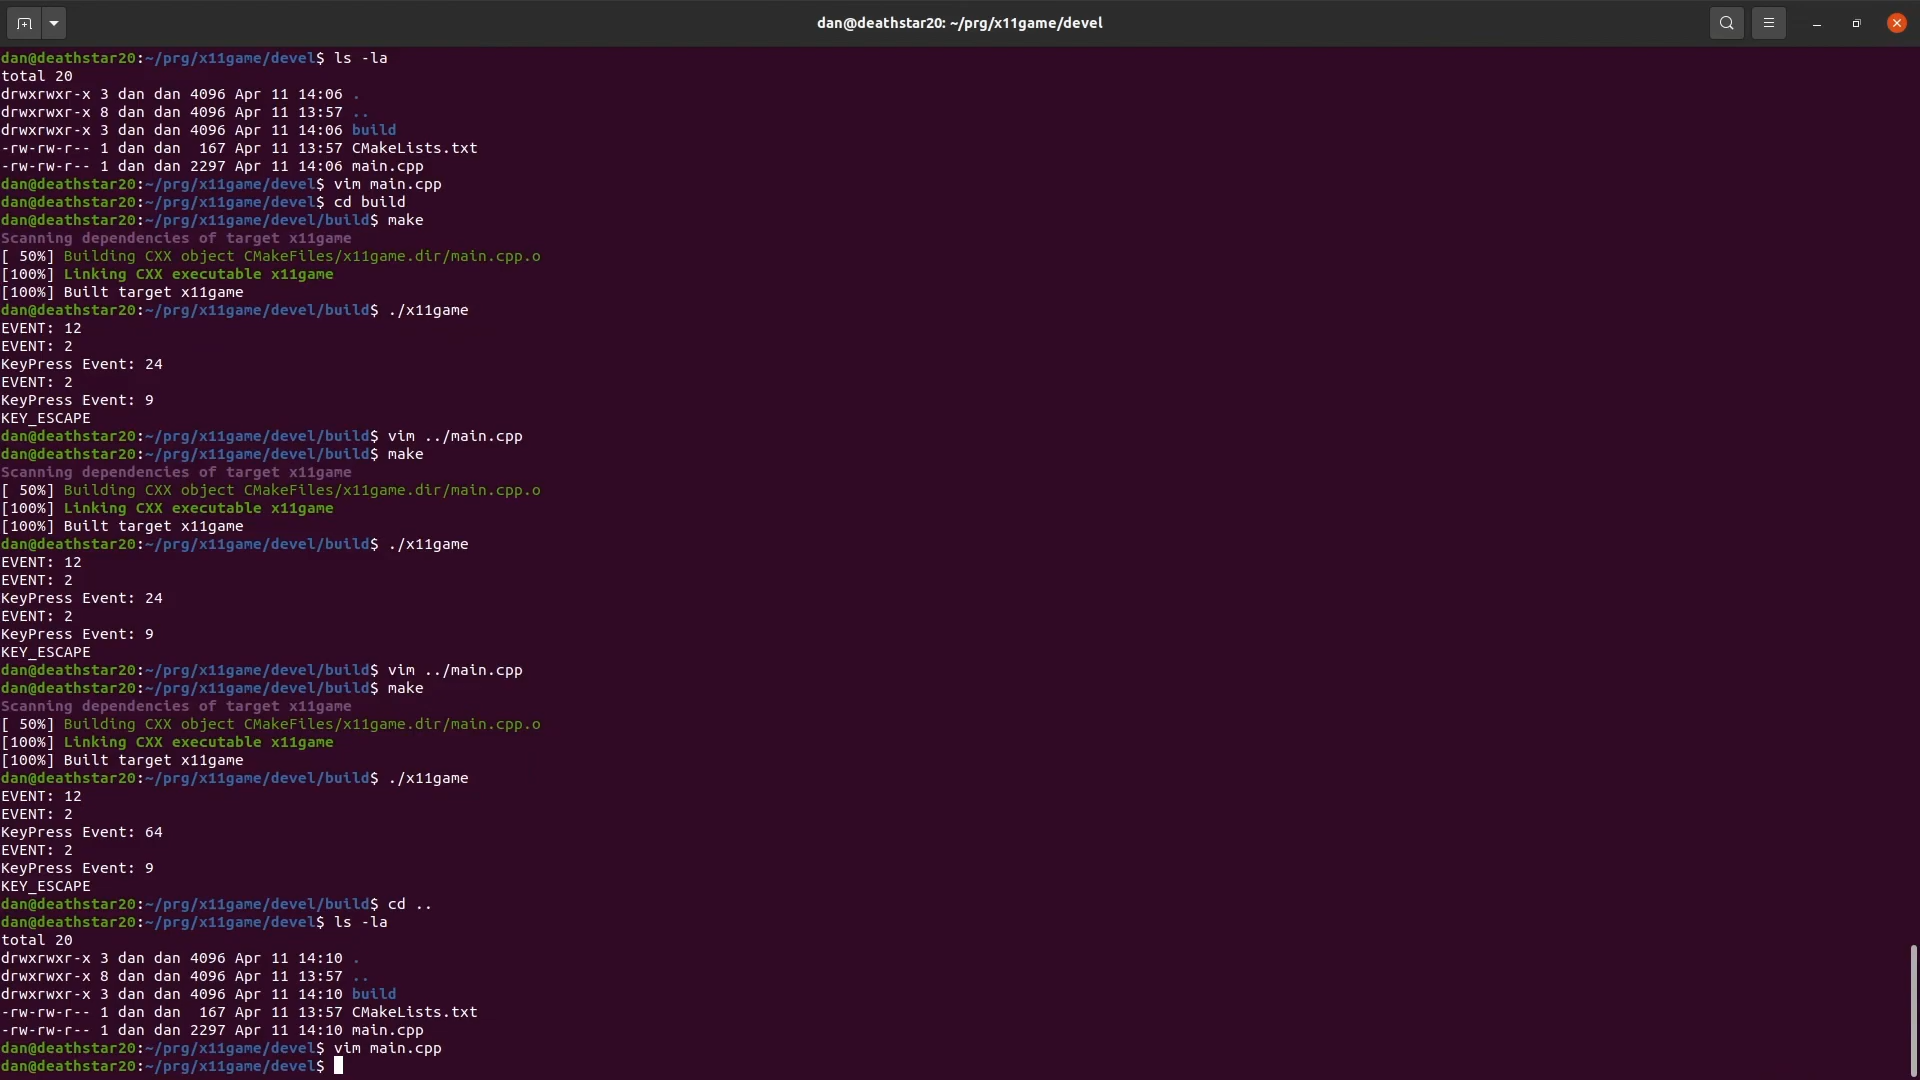 dan@deathstar20: ~/prg/x11game/devel
dan@deathstar20:~/prg/x11game/devel$ ls -la
total 20
drwxrwxr-x 3 dan dan 4096 Apr 11 14:06 .
drwxrwxr-x 8 dan dan 4096 Apr 11 13:57 ..
drwxrwxr-x 3 dan dan 4096 Apr 11 14:06 build
-rw-rw-r-- 1 dan dan  167 Apr 11 13:57 CMakeLists.txt
-rw-rw-r-- 1 dan dan 2297 Apr 11 14:06 main.cpp
dan@deathstar20:~/prg/x11game/devel$ vim main.cpp
dan@deathstar20:~/prg/x11game/devel$ cd build
dan@deathstar20:~/prg/x11game/devel/build$ make
Scanning dependencies of target x11game
[ 50%] Building CXX object CMakeFiles/x11game.dir/main.cpp.o
[100%] Linking CXX executable x11game
[100%] Built target x11game
dan@deathstar20:~/prg/x11game/devel/build$ ./x11game
EVENT: 12
EVENT: 2
KeyPress Event: 24
EVENT: 2
KeyPress Event: 9
KEY_ESCAPE
dan@deathstar20:~/prg/x11game/devel/build$ vim ../main.cpp
dan@deathstar20:~/prg/x11game/devel/build$ make
Scanning dependencies of target x11game
[ 50%] Building CXX object CMakeFiles/x11game.dir/main.cpp.o
[100%] Linking CXX executable x11game
[100%] Built target x11game
dan@deathstar20:~/prg/x11game/devel/build$ ./x11game
EVENT: 12
EVENT: 2
KeyPress Event: 24
EVENT: 2
KeyPress Event: 9
KEY_ESCAPE
dan@deathstar20:~/prg/x11game/devel/build$ vim ../main.cpp
dan@deathstar20:~/prg/x11game/devel/build$ make
Scanning dependencies of target x11game
[ 50%] Building CXX object CMakeFiles/x11game.dir/main.cpp.o
[100%] Linking CXX executable x11game
[100%] Built target x11game
dan@deathstar20:~/prg/x11game/devel/build$ ./x11game
EVENT: 12
EVENT: 2
KeyPress Event: 64
EVENT: 2
KeyPress Event: 9
KEY_ESCAPE
dan@deathstar20:~/prg/x11game/devel/build$ cd ..
dan@deathstar20:~/prg/x11game/devel$ ls -la
total 20
drwxrwxr-x 3 dan dan 4096 Apr 11 14:10 .
drwxrwxr-x 8 dan dan 4096 Apr 11 13:57 ..
drwxrwxr-x 3 dan dan 4096 Apr 11 14:10 build
-rw-rw-r-- 1 dan dan  167 Apr 11 13:57 CMakeLists.txt
-rw-rw-r-- 1 dan dan 2297 Apr 11 14:10 main.cpp
dan@deathstar20:~/prg/x11game/devel$ vim main.cpp
dan@deathstar20:~/prg/x11game/devel$